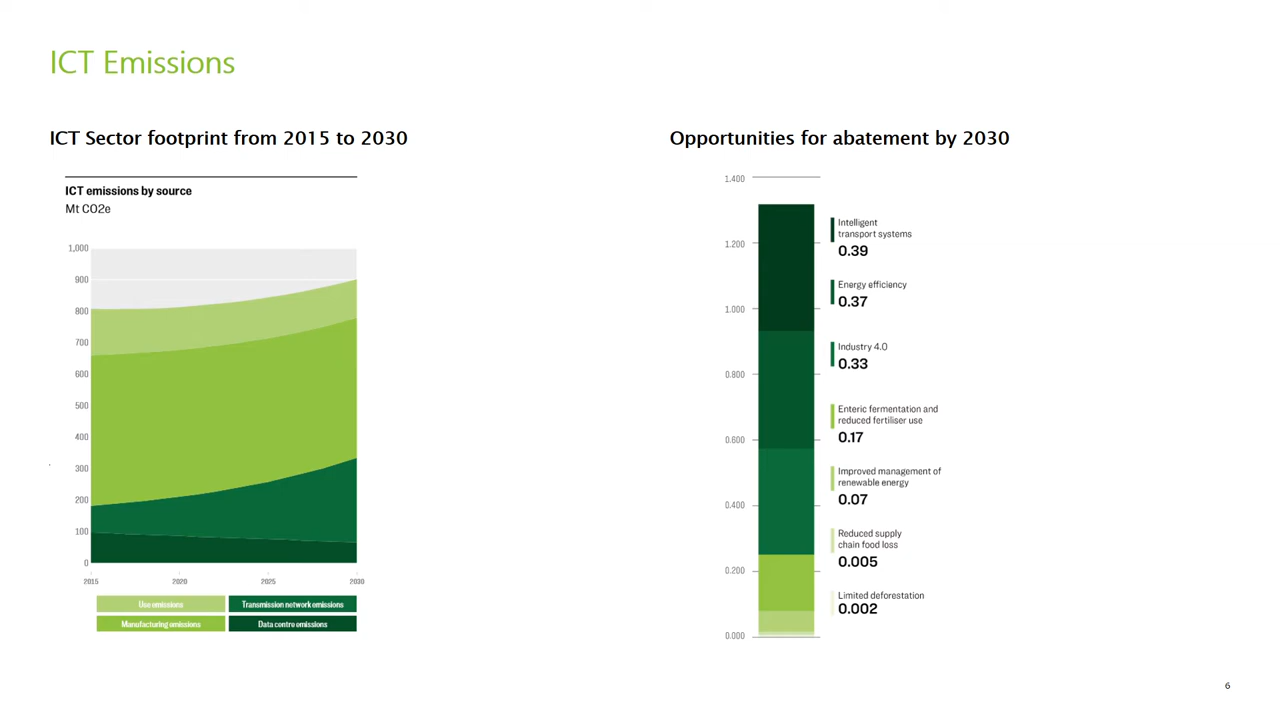 ICT Emissions
ICT Sector footprint from 2015 to 2030
ICT emissions by source
Mt CO2e
1,000
900
800
700
600
500
400
300
200
100
0
2015
2020
2025
2030
Use emissions
Transmission network emissions
Manufacturing emissions
Data centre emissions
Opportunities for abatement by 2030
1.400
1.200
1.000
0.800
0.600
0.400
0.200
0.000
Intelligent
transport systems
0.39
Energy efficiency
0.37
Industry 4.0
0.33
Enteric fermentation and
reduced fertiliser use
0.17
Improved management of
renewable energy
0.07
Reduced supply
chain food loss
0.005
Limited deforestation
0.002
6